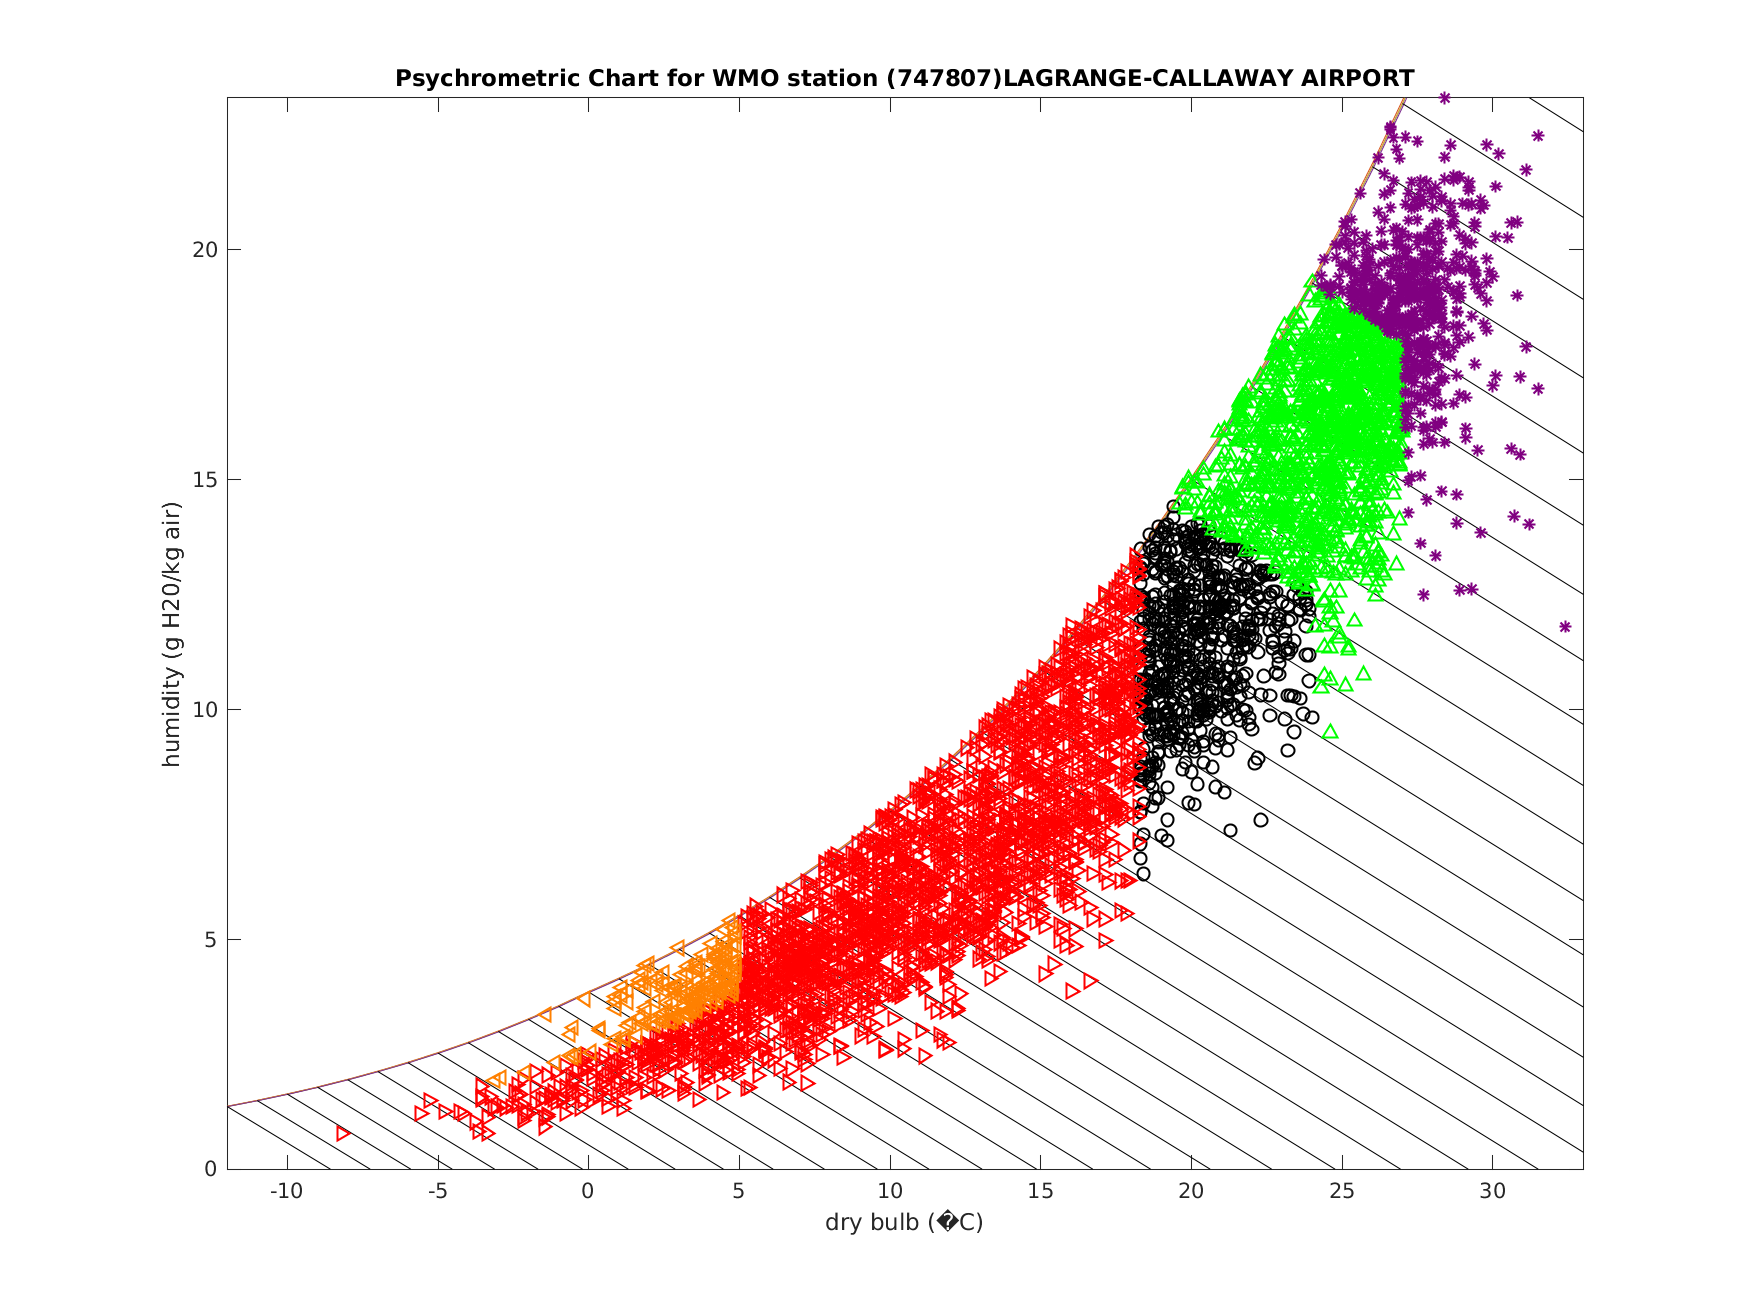 Psychrometric Chart for WMO station (747807)LAGRANGE-CALLAWAY AIRPORT
humidity (g H20/kg air)
20
15
10
5
0
-10 -5 0 5 10 15 20 25 30
dry bulb (�C)